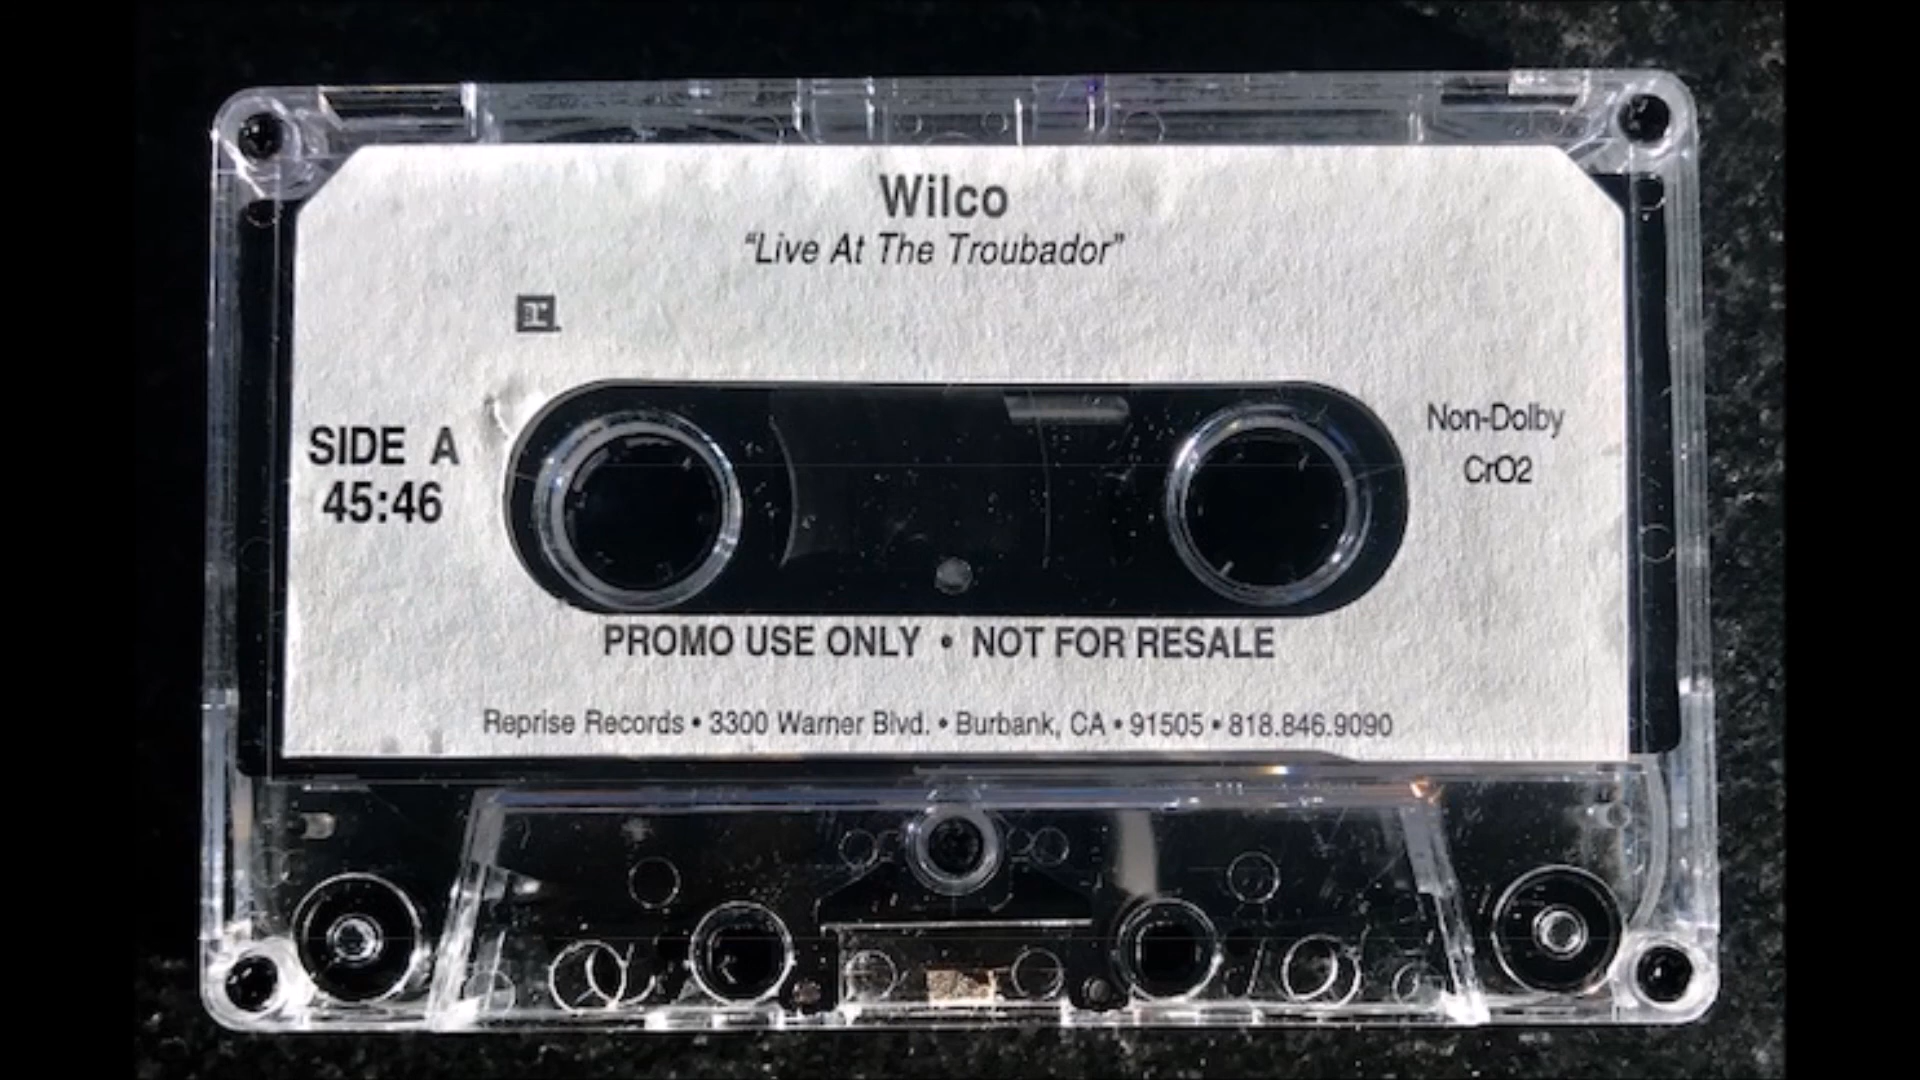 Wilco
“Live At The Troubador”
SIDE A
45:46
Non-Dolby
CrO2
PROMO USE ONLY • NOT FOR RESALE
Reprise Records • 3300 Warner Blvd. • Burbank, CA • 91505 • 818.846.9090